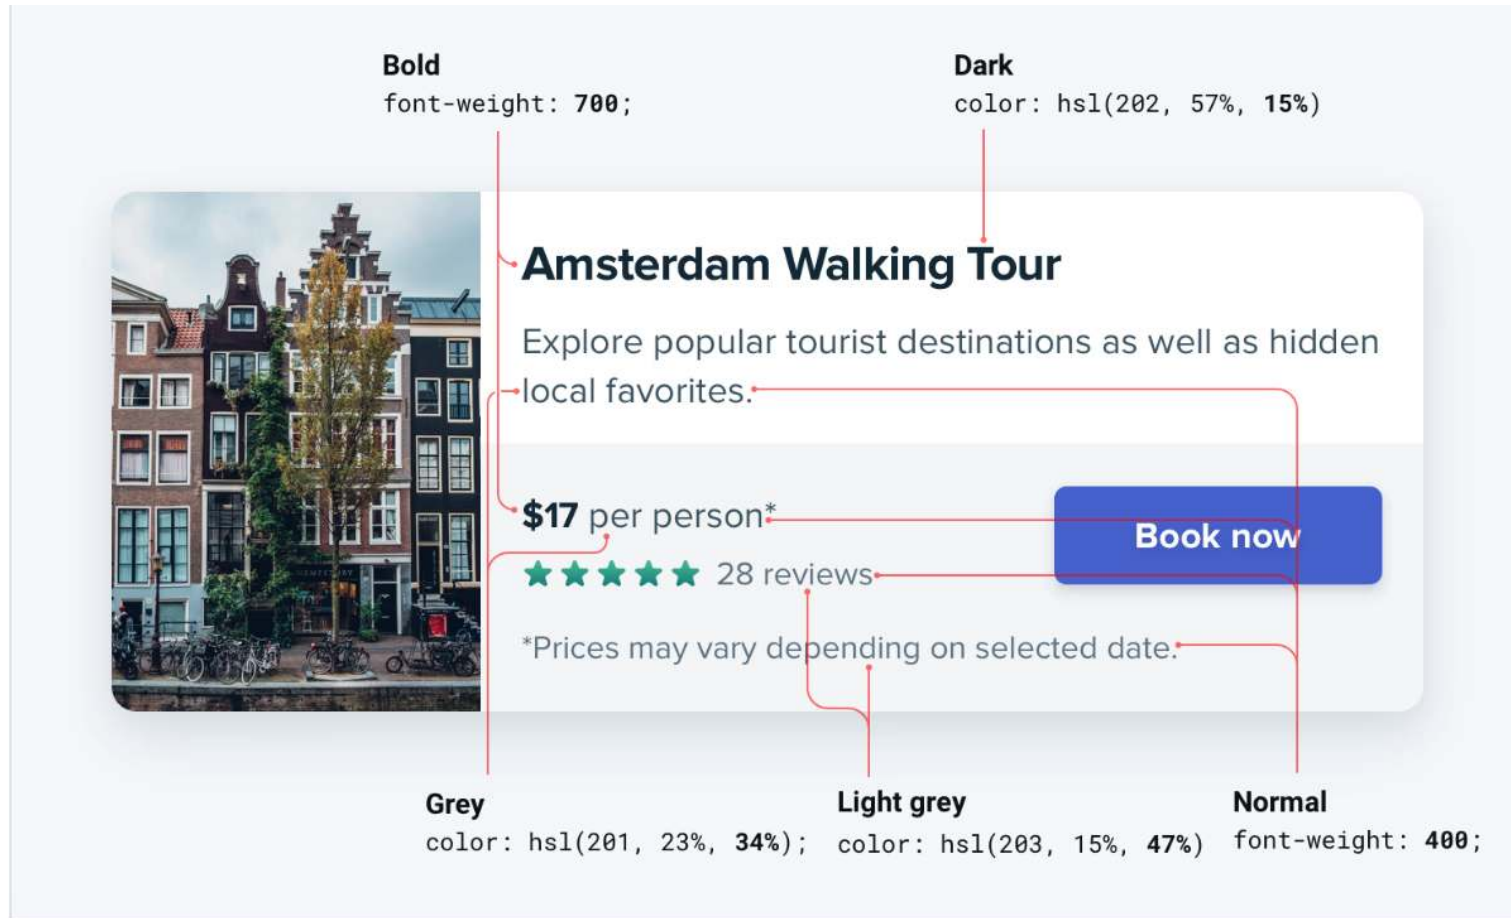 Bold
font-weight: 700;
Dark
color: hsl(202, 57%, 15%)
Amsterdam Walking Tour
Explore popular tourist destinations as well as hidden
local favorites.
$17 per person*
28 reviews
Book now
*Prices may vary depending on selected date.
Grey
color: hsl(201, 23%, 34%);
Light grey
color: hsl(203, 15%, 47%)
Normal
font-weight: 400;